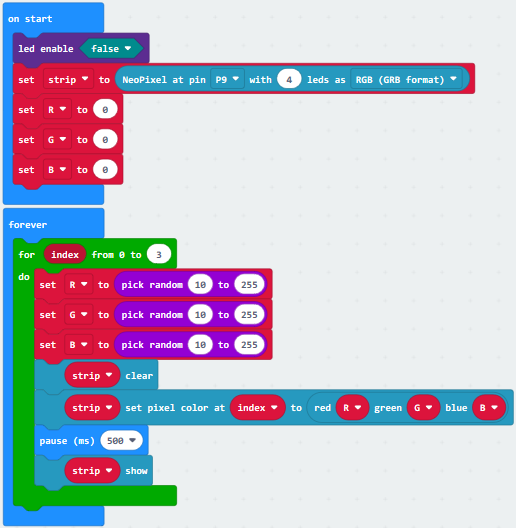 on start
led enable false
set strip to NeoPixel at pin P9 with 4 leds as RGB (GRB format)
set R to 0
set G to 0
set B to 0
forever
for index from 0 to 3
do
set R to pick random 10 to 255
set G to pick random 10 to 255
set B to pick random 10 to 255
strip clear
strip set pixel color at index to red R green G blue B
pause (ms) 500
strip show